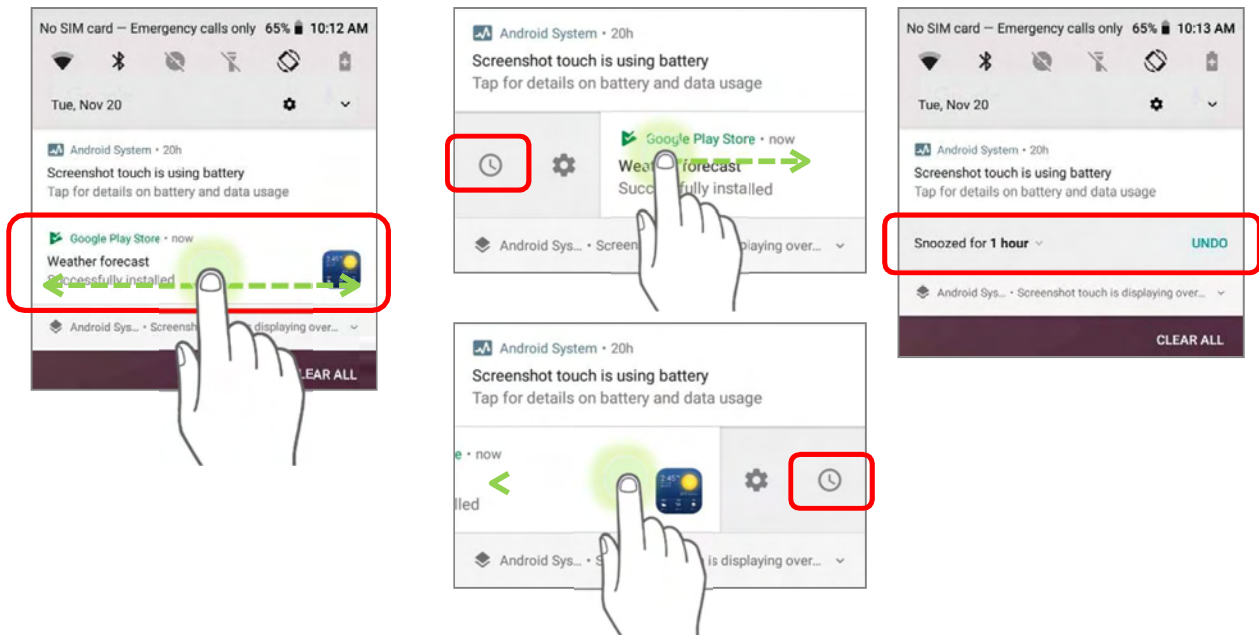 No SIM card — Emergency calls only 65% 10:12 AM
Tue, Nov 20
Android System • 20h
Screenshot touch is using battery
Tap for details on battery and data usage
Google Play Store • now
Weather forecast
Successfully installed
Android Sys... • Screensh displaying over...
CLEAR ALL
Android System • 20h
Screenshot touch is using battery
Tap for details on battery and data usage
Google Play Store • now
Weather forecast
Successfully installed
Android Sys... • Screen playing over...
Android System • 20h
Screenshot touch is using battery
Tap for details on battery and data usage
e • now
2:45
lled
Android Sys... • S is displaying over...
No SIM card — Emergency calls only 65% 10:13 AM
Tue, Nov 20
Android System • 20h
Screenshot touch is using battery
Tap for details on battery and data usage
Snoozed for 1 hour UNDO
Android Sys... • Screenshot touch is displaying over...
CLEAR ALL